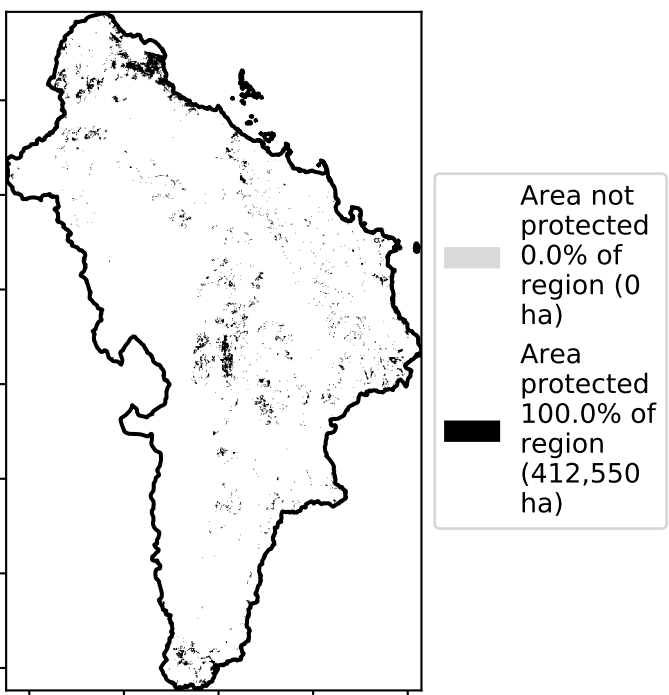 Area not
protected
0.0% of
region (0
ha)
Area
protected
100.0% of
region
(412,550
ha)